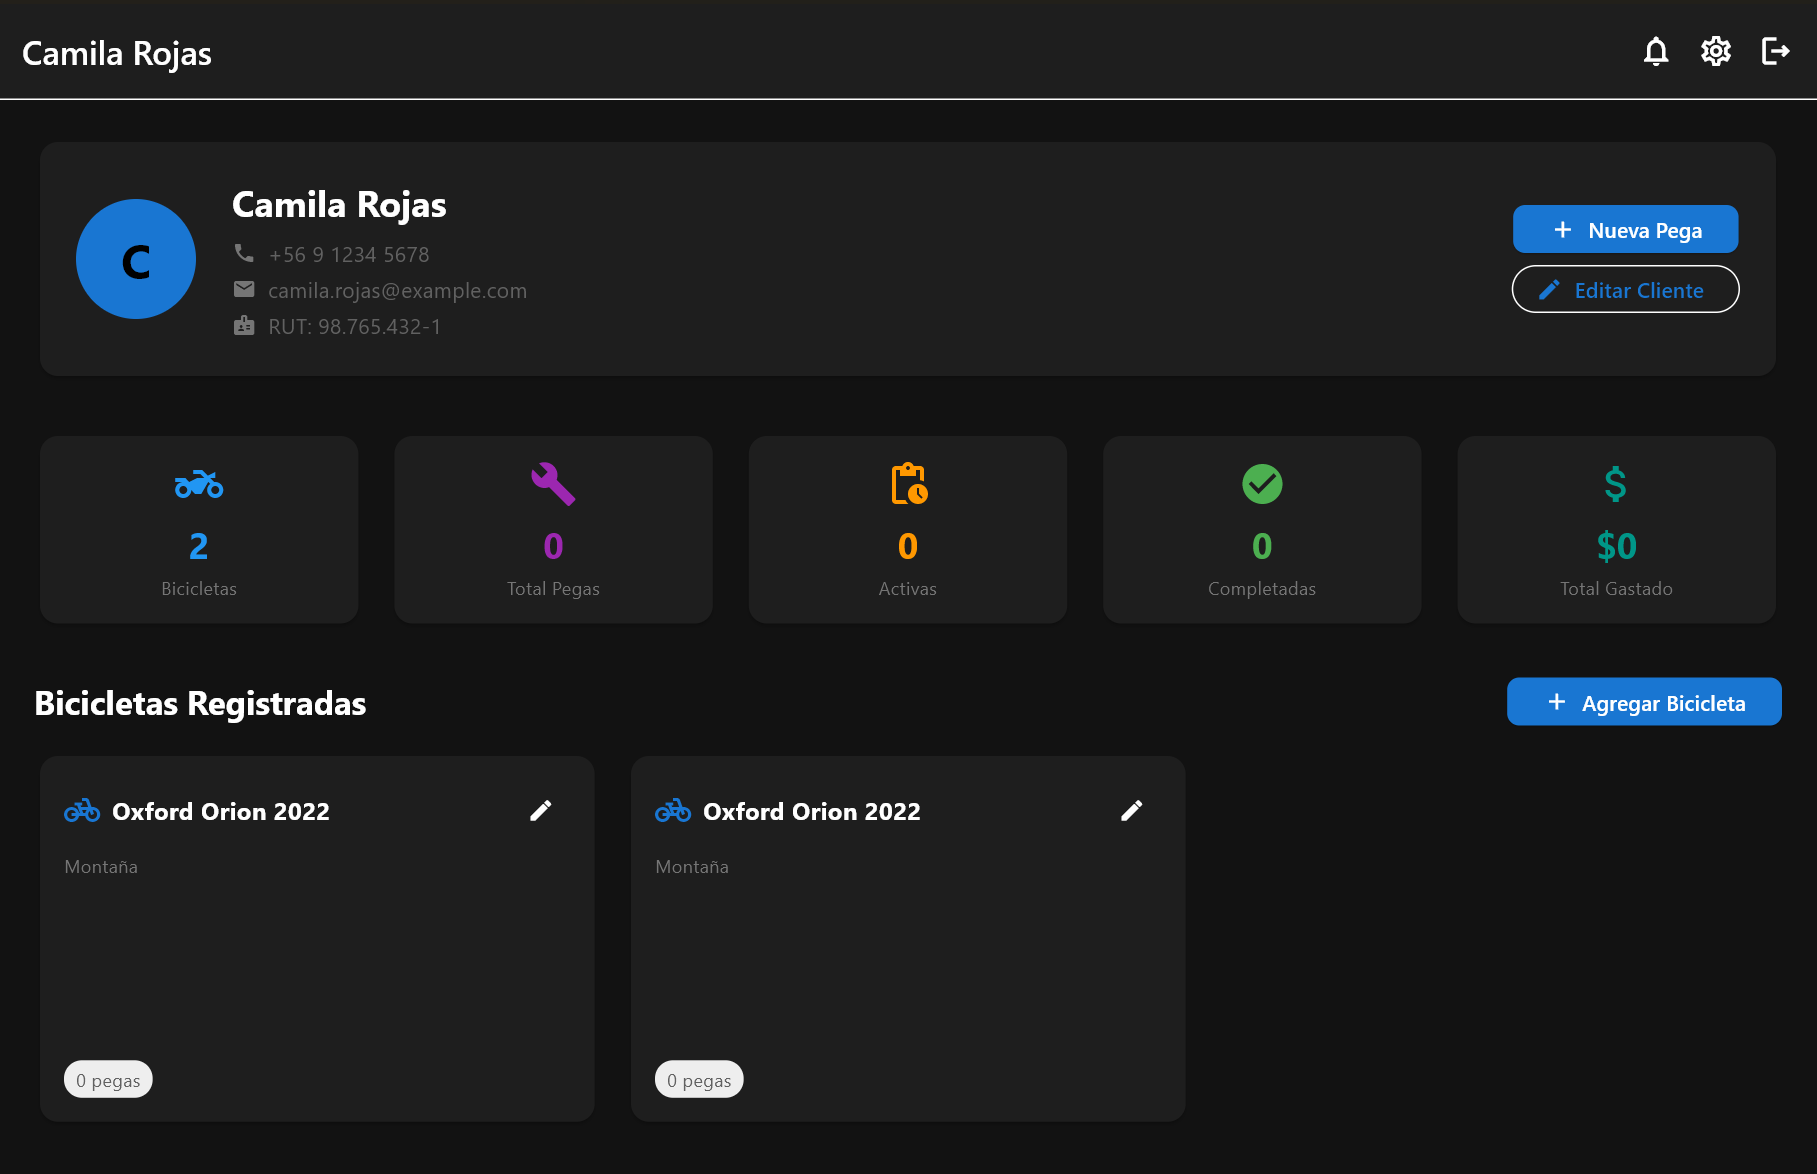 Camila Rojas
C
Camila Rojas
+56 9 1234 5678
camila.rojas@example.com
RUT: 98.765.432-1
+ Nueva Pega
Editar Cliente
2
Bicicletas
0
Total Pegas
0
Activas
0
Completadas
$
$0
Total Gastado
Bicicletas Registradas
+ Agregar Bicicleta
Oxford Orion 2022
Montaña
0 pegas
Oxford Orion 2022
Montaña
0 pegas